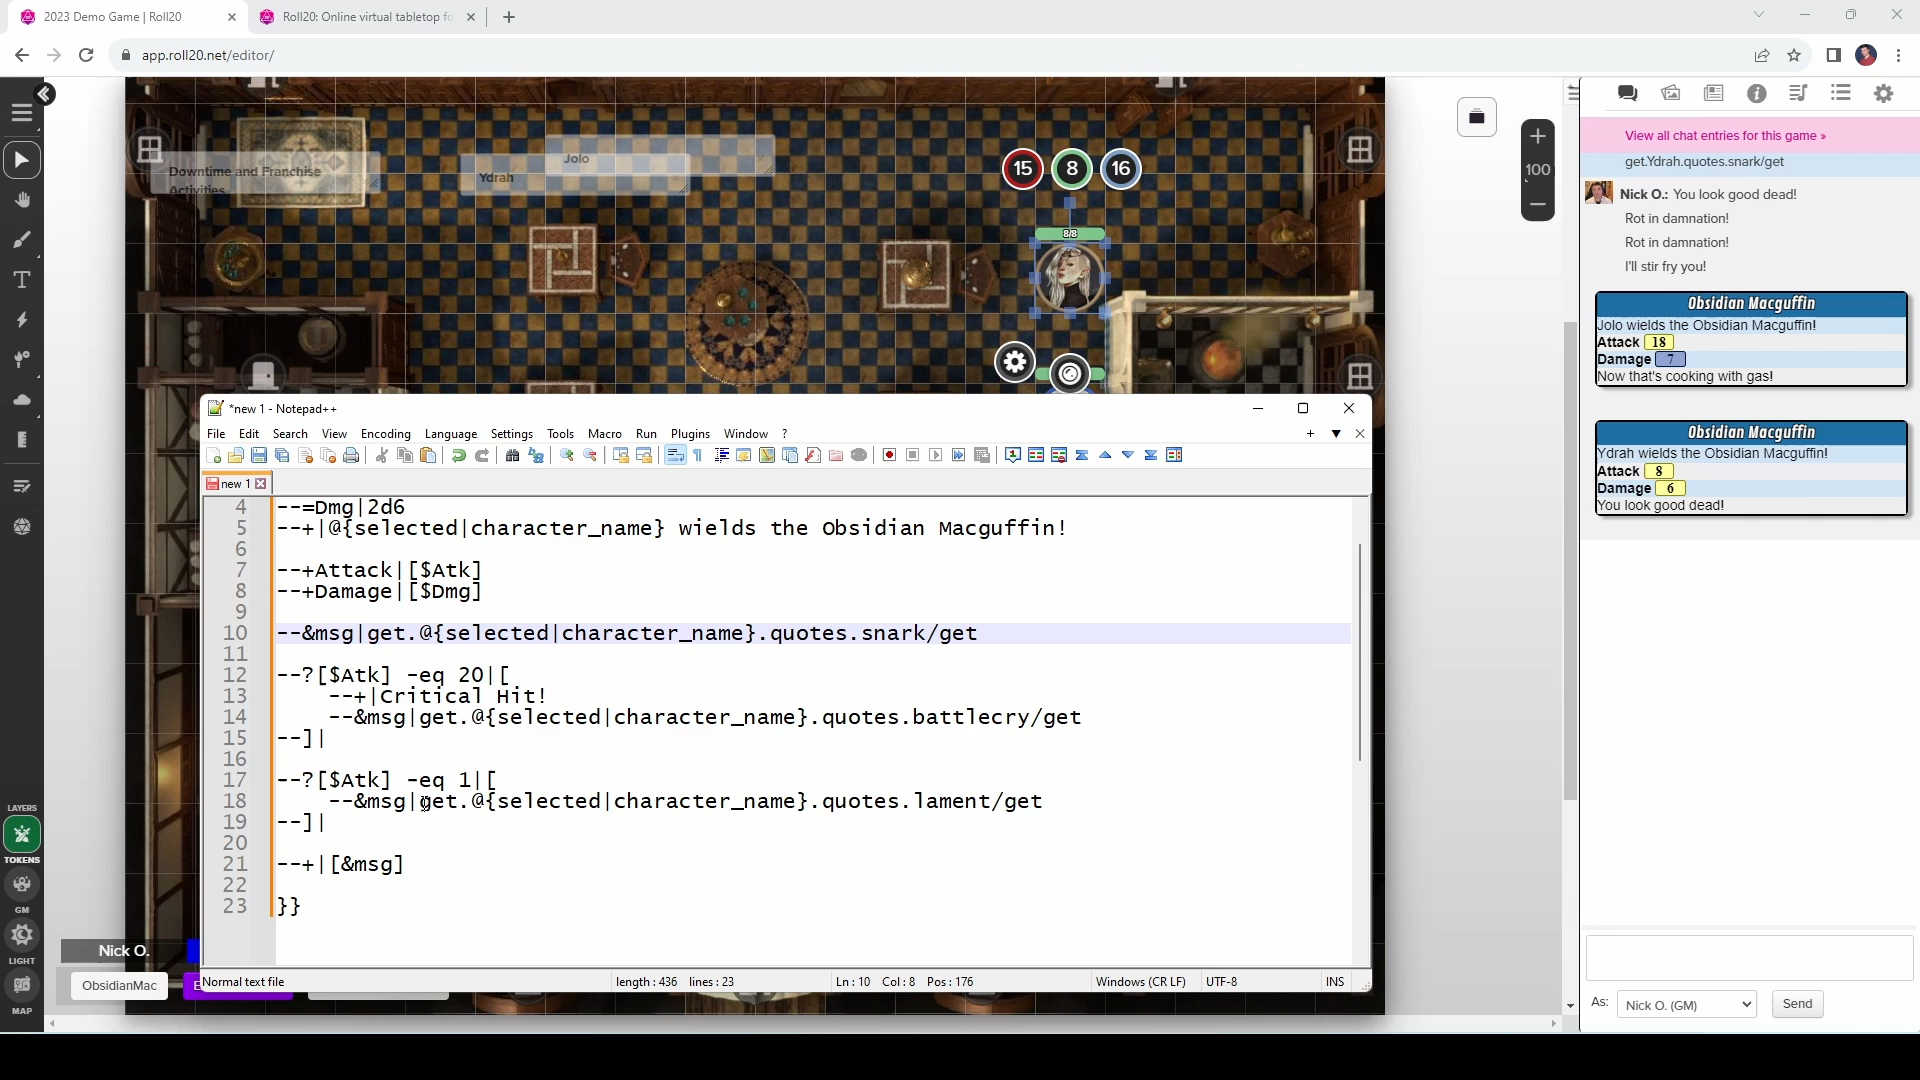 2023 Demo Game | Roll20
Roll20: Online virtual tabletop fo
app.roll20.net/editor/
Downtime and Franchise
Activities
Ydrah
Jolo
15
8
16
8/8
100
View all chat entries for this game »
get.Ydrah.quotes.snark/get
Nick O.: You look good dead!
Rot in damnation!
Rot in damnation!
I'll stir fry you!
Obsidian Macguffin
Jolo wields the Obsidian Macguffin!
Attack 18
Damage 7
Now that's cooking with gas!
Obsidian Macguffin
Ydrah wields the Obsidian Macguffin!
Attack 8
Damage 6
You look good dead!
*new 1 - Notepad++
File Edit Search View Encoding Language Settings Tools Macro Run Plugins Window ?
new 1
4 --=Dmg|2d6
5 --+|@{selected|character_name} wields the Obsidian Macguffin!
6
7 --+Attack|[$Atk]
8 --+Damage|[$Dmg]
9
10 --&msg|get.@{selected|character_name}.quotes.snark/get
11
12 --?[$Atk] -eq 20|[
13 --+|Critical Hit!
14 --&msg|get.@{selected|character_name}.quotes.battlecry/get
15 --]|
16
17 --?[$Atk] -eq 1|[
18 --&msg|get.@{selected|character_name}.quotes.lament/get
19 --]|
20
21 --+|[&msg]
22
23 }}
Normal text file
length : 436 lines : 23
Ln : 10 Col : 8 Pos : 176
Windows (CR LF)
UTF-8
INS
LAYERS
TOKENS
GM
LIGHT
MAP
Nick O.
ObsidianMac
As:
Nick O. (GM)
Send